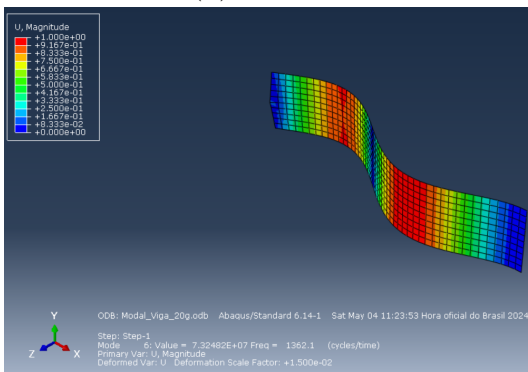 U, Magnitude
+1.000e+00
+9.167e-01
+8.333e-01
+7.500e-01
+6.667e-01
+5.833e-01
+5.000e-01
+4.167e-01
+3.333e-01
+2.500e-01
+1.667e-01
+8.333e-02
+0.000e+00
Y
Z
X
ODB: Modal_Viga_20g.odb Abaqus/Standard 6.14-1 Sat May 04 11:23:53 Hora oficial do Brasil 2024
Step: Step-1
Mode 6: Value = 7.32482E+07 Freq = 1362.1 (cycles/time)
Primary Var: U, Magnitude
Deformed Var: U Deformation Scale Factor: +1.500e-02